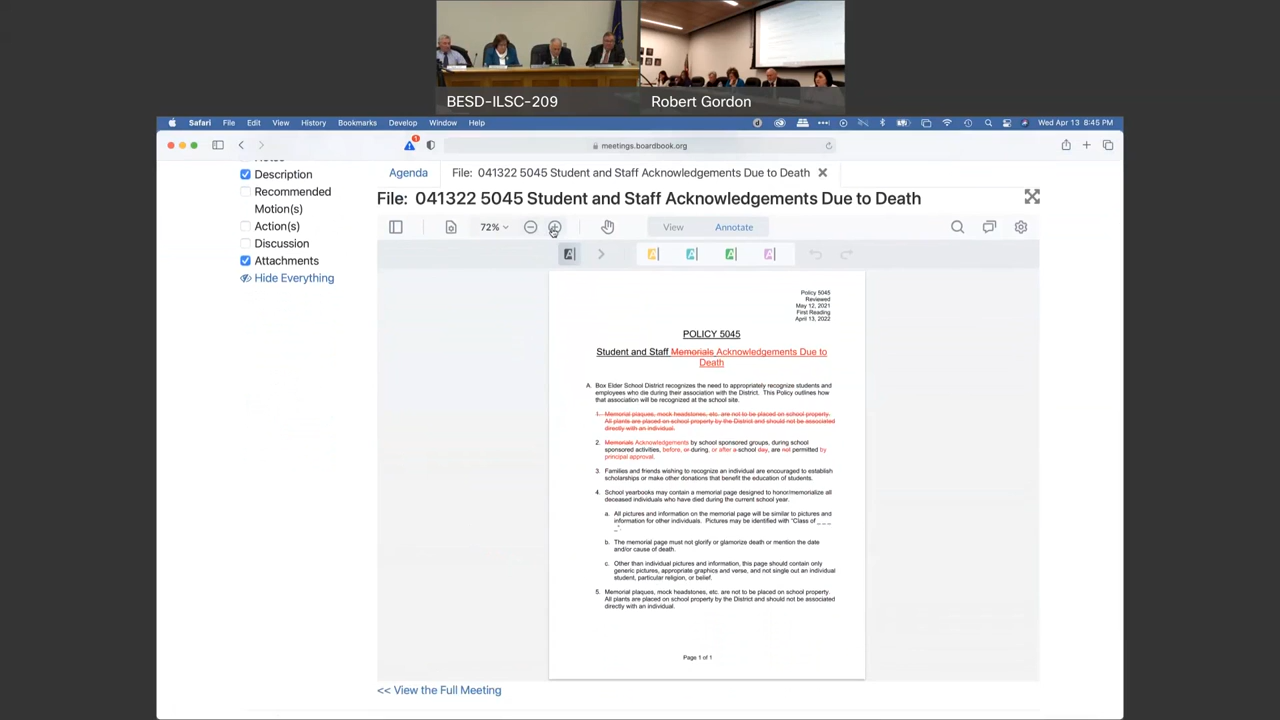 BESD-ILSC-209
Robert Gordon
Safari File Edit View History Bookmarks Develop Window Help
Wed Apr 13 8:45 PM
meetings.boardbook.org
1
Description
Recommended
Motion(s)
Action(s)
Discussion
Attachments
Hide Everything
Agenda
File: 041322 5045 Student and Staff Acknowledgements Due to Death
File: 041322 5045 Student and Staff Acknowledgements Due to Death
72%
View
Annotate
Policy 5045
Reviewed
May 12, 2021
First Reading
April 13, 2022
POLICY 5045
Student and Staff Memorials Acknowledgements Due to
Death
A. Box Elder School District recognizes the need to appropriately recognize students and
employees who die during their association with the District. This Policy outlines how
that association will be recognized at the school site.
1. Memorial plaques, mock headstones, etc. are not to be placed on school property.
All plants are placed on school property by the District and should not be associated
directly with an individual.
2. Memorials Acknowledgements by school sponsored groups, during school
sponsored activities, before, or during, or after a school day, are not permitted by
principal approval.
3. Families and friends wishing to recognize an individual are encouraged to establish
scholarships or make other donations that benefit the education of students.
4. School yearbooks may contain a memorial page designed to honor/memorialize all
deceased individuals who have died during the current school year.
a. All pictures and information on the memorial page will be similar to pictures and
information for other individuals. Pictures may be identified with "Class of _ _ _
_".
b. The memorial page must not glorify or glamorize death or mention the date
and/or cause of death.
c. Other than individual pictures and information, this page should contain only
generic pictures, appropriate graphics and verse, and not single out an individual
student, particular religion, or belief.
5. Memorial plaques, mock headstones, etc. are not to be placed on school property.
All plants are placed on school property by the District and should not be associated
directly with an individual.
Page 1 of 1
<< View the Full Meeting